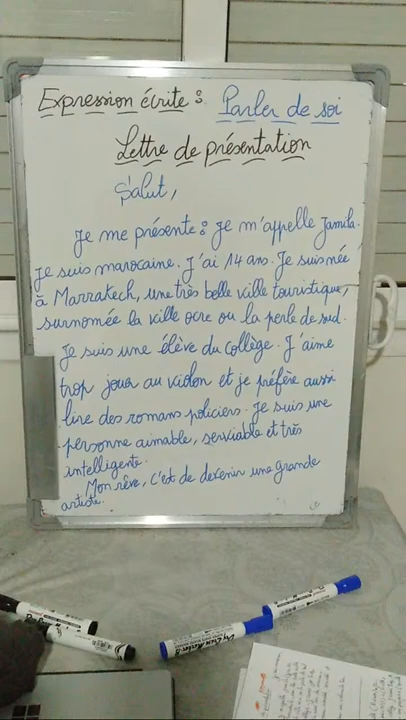 Expression écrite : Parler de soi
Lettre de présentation
Salut,
Je me présente : Je m'appelle Jamila.
Je suis marocaine. J'ai 14 ans. Je suis née
à Marrakech, une très belle ville touristique,
surnomée la ville ocre ou la perle de sud.
Je suis une élève du collège. J'aime
trop jouer au violon et je préfère aussi
lire des romans policiers. Je suis une
personne aimable, serviable et très
intelligente.
Mon rêve, c'est de devenir une grande
artiste.